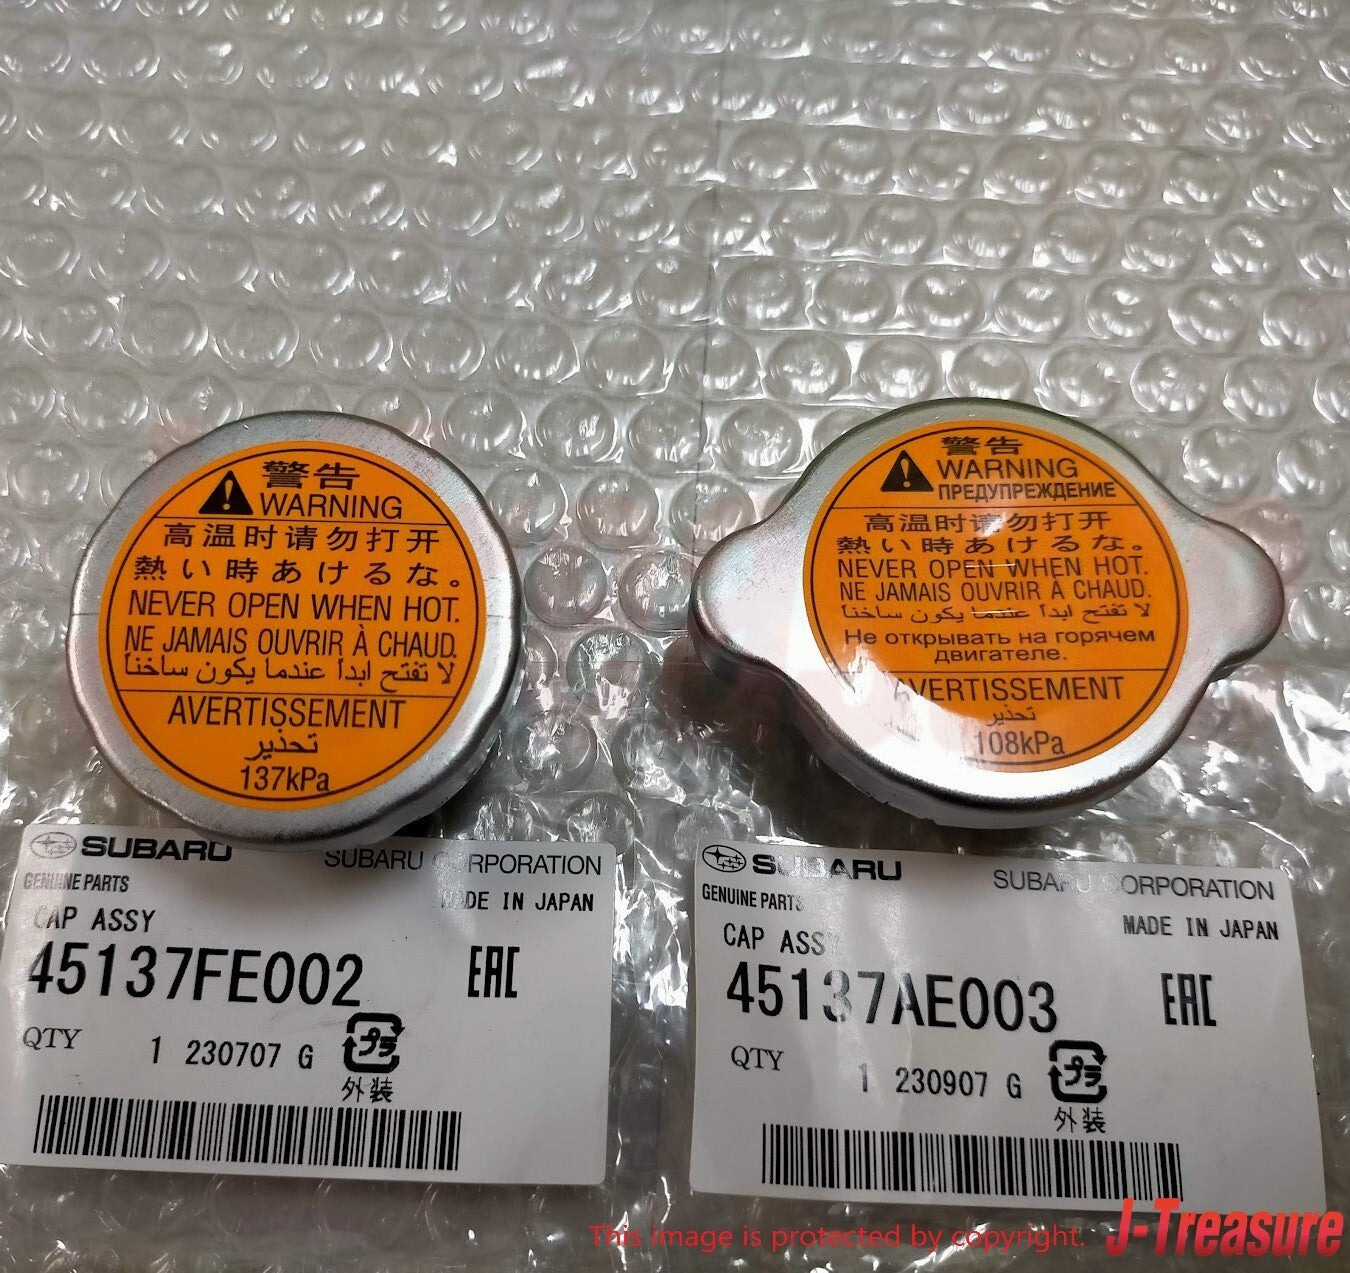 警告
WARNING
高温时请勿打开
熱い時あけるな。
NEVER OPEN WHEN HOT.
NE JAMAIS OUVRIR À CHAUD.
لا تفتح ابدا عندما يكون ساخنا
AVERTISSEMENT
تحذير
137kPa
警告
WARNING
ПРЕДУПРЕЖДЕНИЕ
高温时请勿打开
熱い時あけるな。
NEVER OPEN WHEN HOT.
NE JAMAIS OUVRIR À CHAUD.
لا تفتح ابدا عندما يكون ساخنا
Не открывать на горячем
двигателе.
AVERTISSEMENT
تحذير
108kPa
SUBARU SUBARU CORPORATION
GENUINE PARTS
MADE IN JAPAN
CAP ASSY
45137FE002 EAC
QTY 1 230707 G プラ
外装
SUBARU SUBARU CORPORATION
GENUINE PARTS
MADE IN JAPAN
CAP ASSY
45137AE003 EAC
QTY 1 230907 G プラ
外装
This image is protected by copyright. J-Treasure